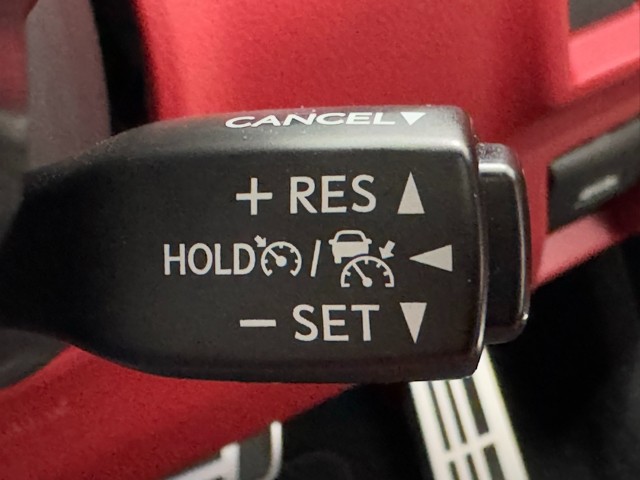 CANCEL▼
+ RES ▲
HOLD / ◀
− SET ▼